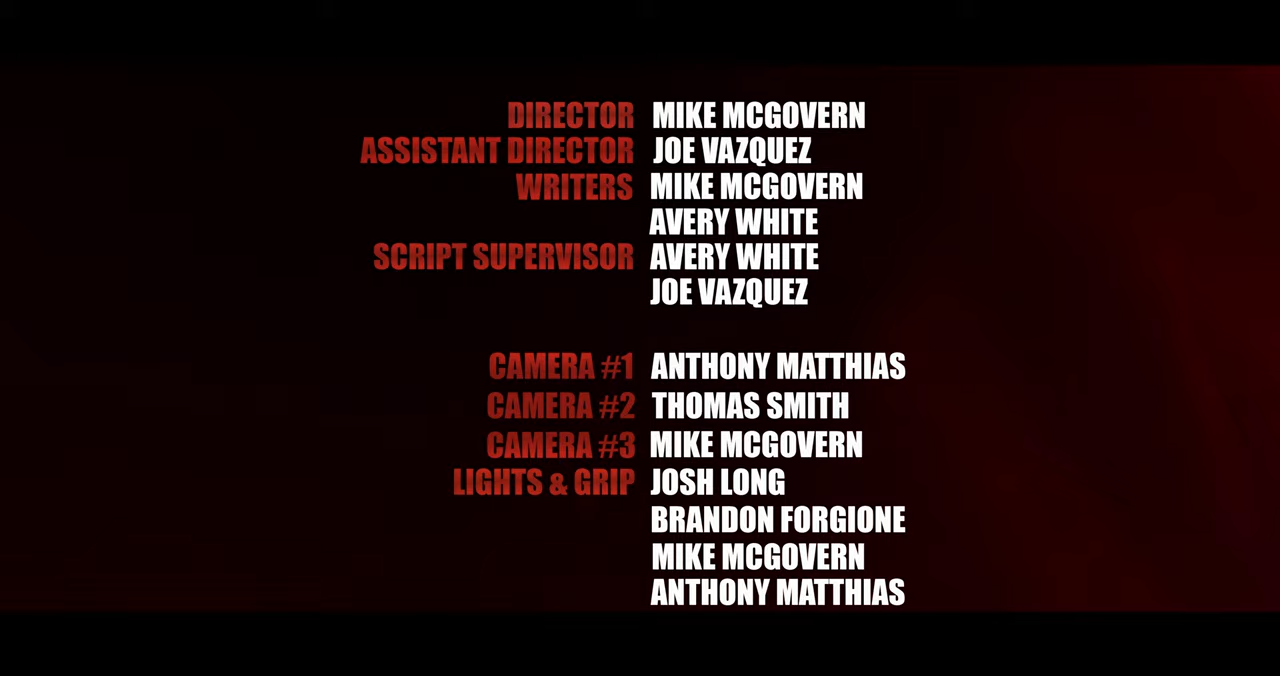 DIRECTOR MIKE MCGOVERN
ASSISTANT DIRECTOR JOE VAZQUEZ
WRITERS MIKE MCGOVERN
AVERY WHITE
SCRIPT SUPERVISOR AVERY WHITE
JOE VAZQUEZ
CAMERA #1 ANTHONY MATTHIAS
CAMERA #2 THOMAS SMITH
CAMERA #3 MIKE MCGOVERN
LIGHTS & GRIP JOSH LONG
BRANDON FORGIONE
MIKE MCGOVERN
ANTHONY MATTHIAS